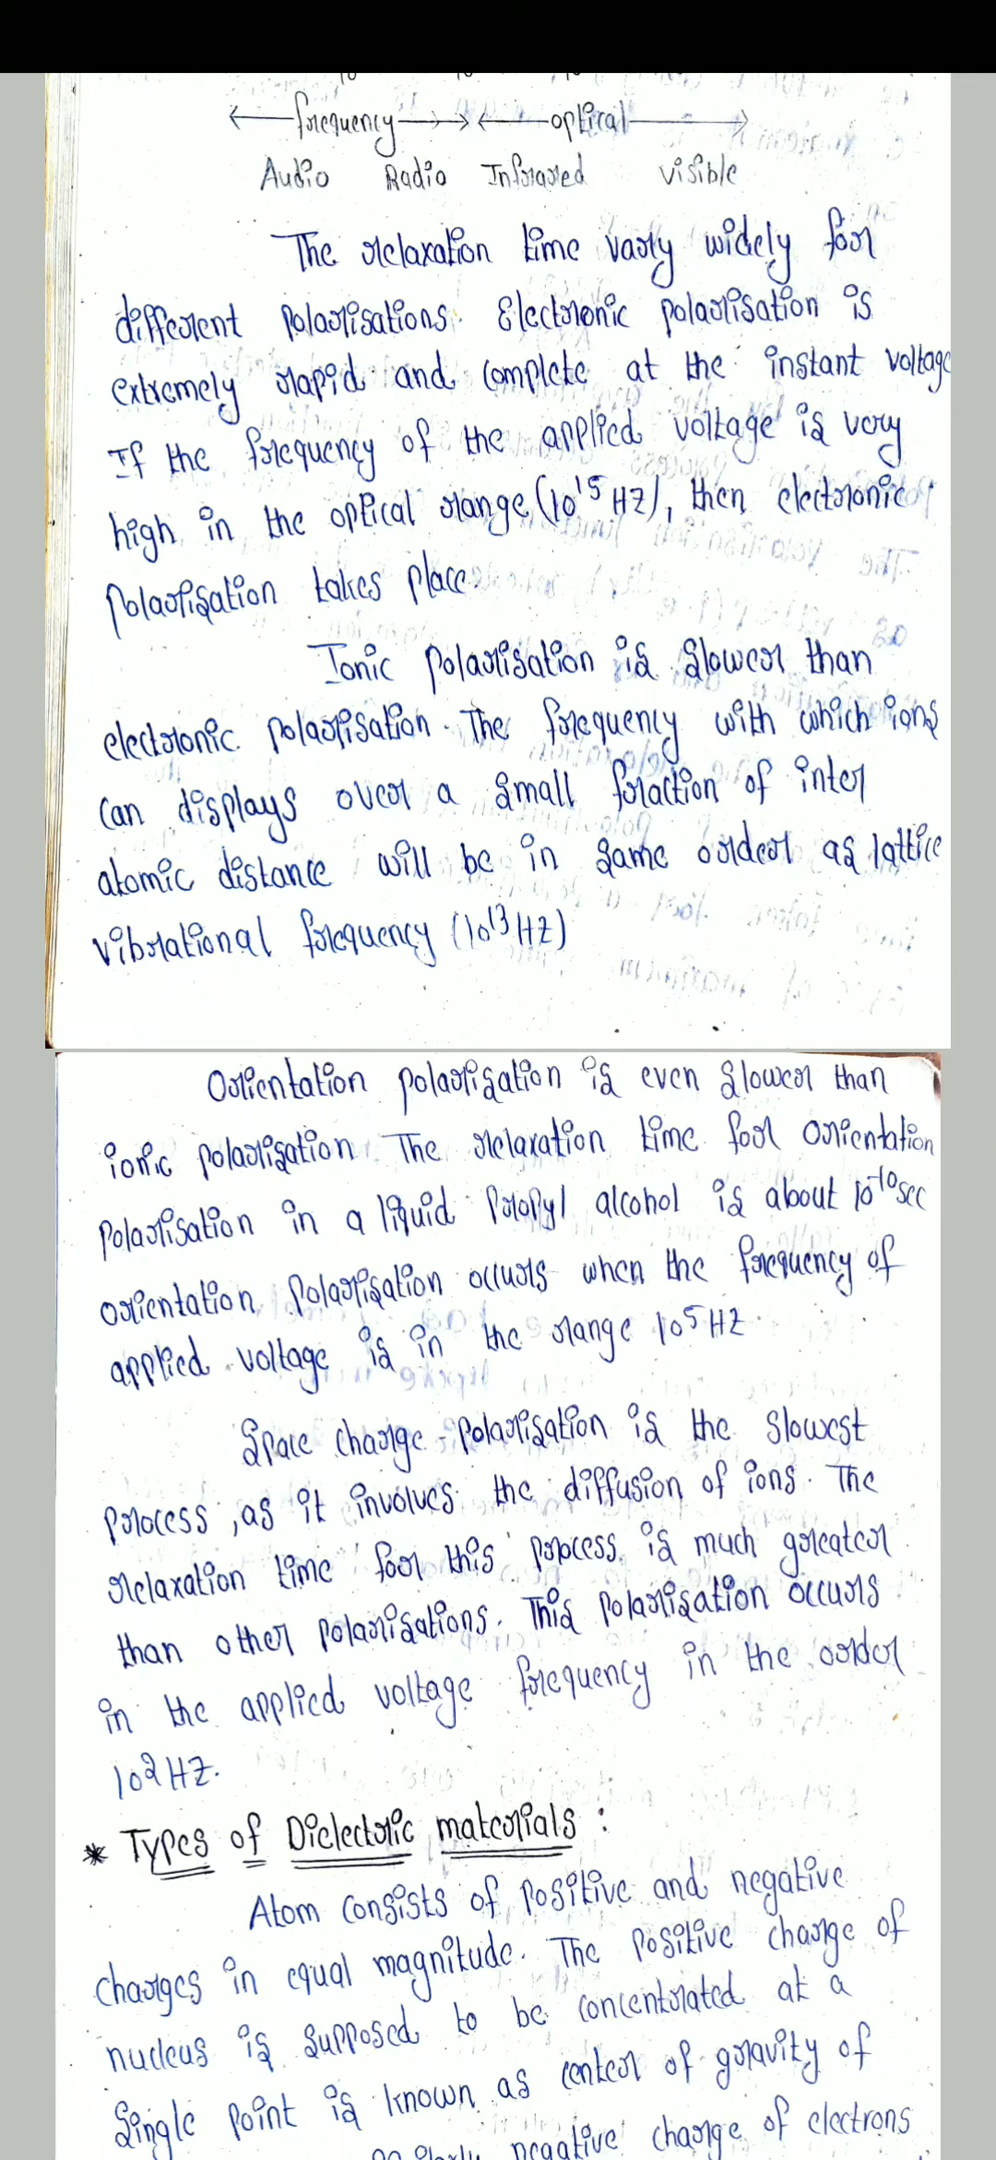 frequency optical
Audio Radio Infrared visible
The relaxation time vary widely for
different polarisations. Electronic polarisation is
extremely rapid and complete at the instant voltage
If the frequency of the applied voltage is very
high in the optical range (10¹⁵ HZ), then electronic
polarisation takes place.
Ionic polarisation is slower than
electronic polarisation. The frequency with which ions
can displays over a small fraction of inter
atomic distance will be in same order as lattice
vibrational frequency (10¹³ HZ)
Orientation polarisation is even slower than
ionic polarisation. The relaxation time for orientation
polarisation in a liquid propyl alcohol is about 10⁻¹⁰ sec
orientation polarisation occurs when the frequency of
applied voltage is in the range 10⁵ HZ.
Space charge - polarisation is the slowest
process, as it involves the diffusion of ions. The
relaxation time for this process is much greater
than other polarisations. This polarisation occurs
in the applied voltage frequency in the order
10² HZ.
* Types of Dielectric materials :
Atom consists of positive and negative
charges in equal magnitude. The positive charge of
nucleus is supposed to be concentrated at a
single point is known as center of gravity of
negative charge of electrons